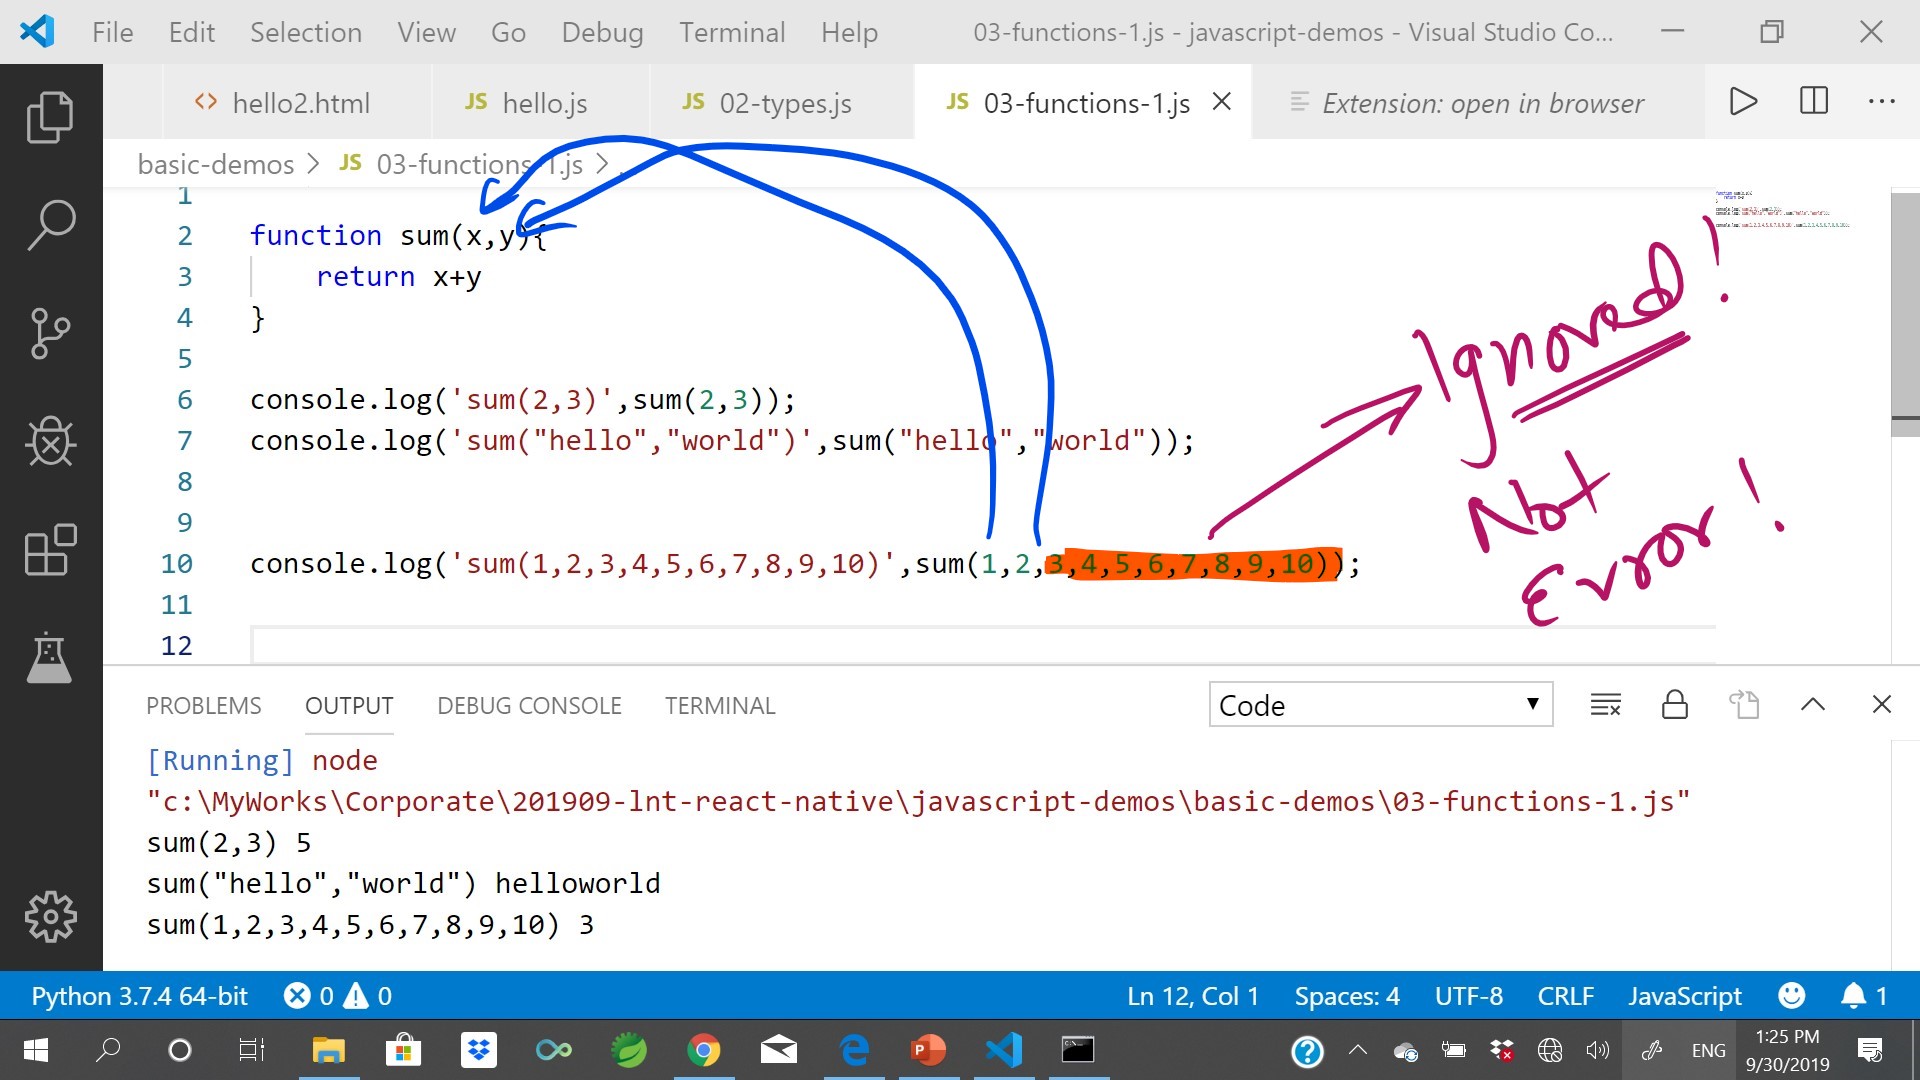 File Edit Selection View Go Debug Terminal Help 03-functions-1.js - javascript-demos - Visual Studio Co...
hello2.html JS hello.js JS 02-types.js JS 03-functions-1.js Extension: open in browser
basic-demos > JS 03-functions-1.js >
1
2 function sum(x,y){
3 return x+y
4 }
5
6 console.log('sum(2,3)',sum(2,3));
7 console.log('sum("hello","world")',sum("hello","world"));
8
9
10 console.log('sum(1,2,3,4,5,6,7,8,9,10)',sum(1,2,3,4,5,6,7,8,9,10));
11
12
Ignored!
Not
Error!
PROBLEMS OUTPUT DEBUG CONSOLE TERMINAL Code
[Running] node
"c:\MyWorks\Corporate\201909-lnt-react-native\javascript-demos\basic-demos\03-functions-1.js"
sum(2,3) 5
sum("hello","world") helloworld
sum(1,2,3,4,5,6,7,8,9,10) 3
Python 3.7.4 64-bit 0 0 Ln 12, Col 1 Spaces: 4 UTF-8 CRLF JavaScript 1
ENG 1:25 PM
9/30/2019